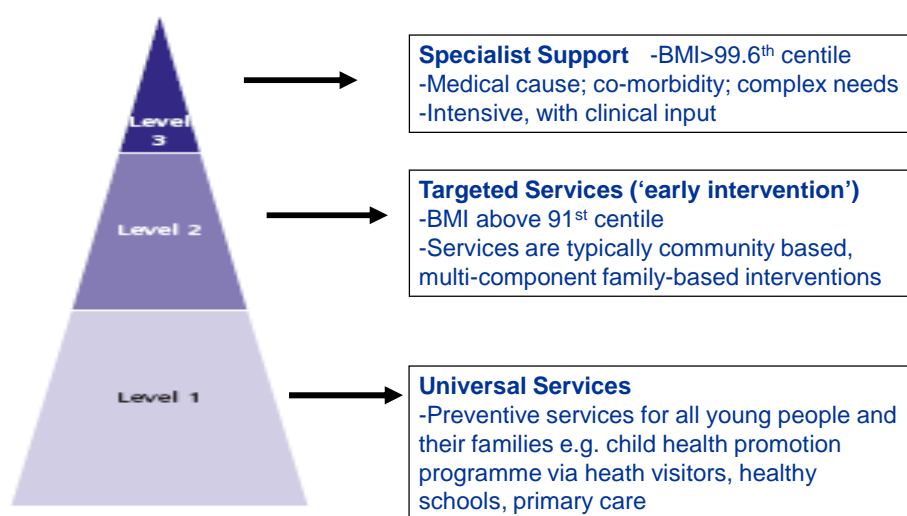 Level
3
Specialist Support -BMI>99.6th centile
-Medical cause; co-morbidity; complex needs
-Intensive, with clinical input
Level 2
Targeted Services (‘early intervention’)
-BMI above 91st centile
-Services are typically community based,
multi-component family-based interventions
Level 1
Universal Services
-Preventive services for all young people and
their families e.g. child health promotion
programme via heath visitors, healthy
schools, primary care